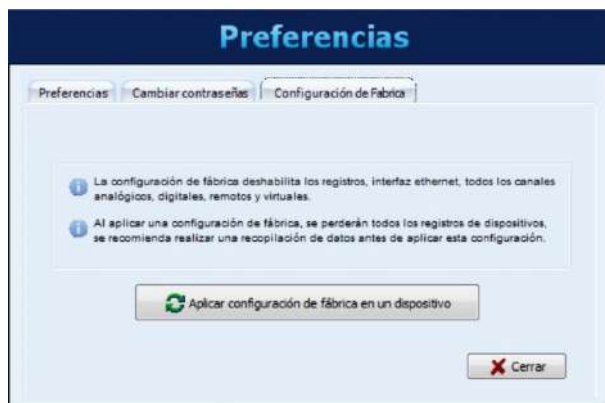 Preferencias
Preferencias Cambiar contraseñas Configuración de Fabrica
La configuración de fábrica deshabilita los registros, interfaz ethernet, todos los canales
analógicos, digitales, remotos y virtuales.
Al aplicar una configuración de fábrica, se perderán todos los registros de dispositivos,
se recomienda realizar una recopilación de datos antes de aplicar esta configuración.
Aplicar configuración de fábrica en un dispositivo
Cerrar